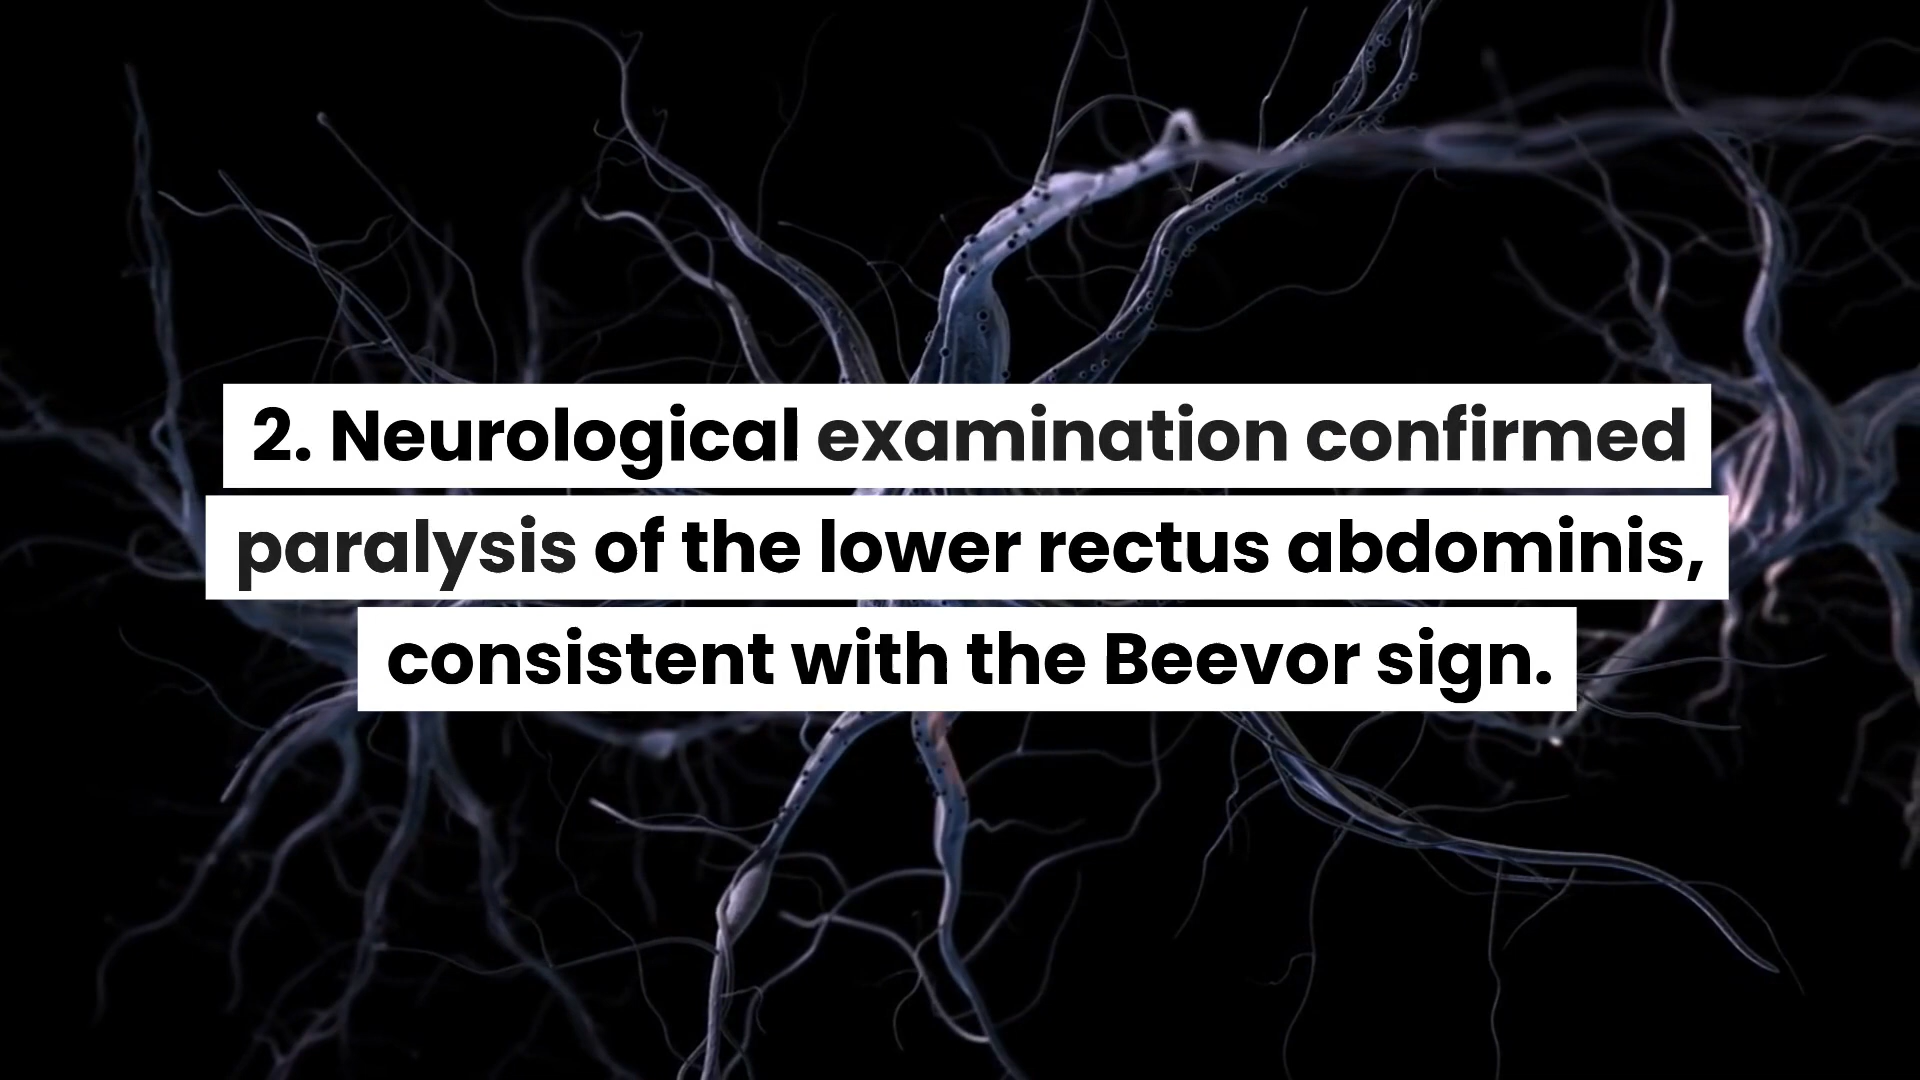 2. Neurological examination confirmed
paralysis of the lower rectus abdominis,
consistent with the Beevor sign.